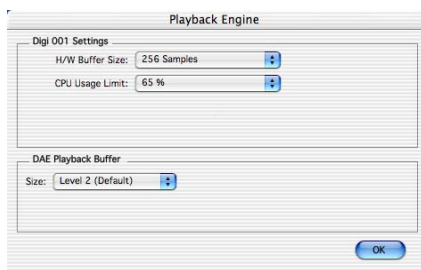 Playback Engine
Digi 001 Settings
H/W Buffer Size: 256 Samples
CPU Usage Limit: 65 %
DAE Playback Buffer
Size: Level 2 (Default)
OK